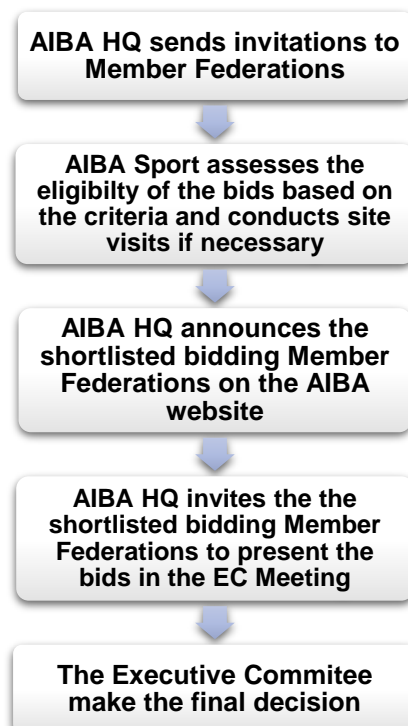 AIBA HQ sends invitations to
Member Federations
AIBA Sport assesses the
eligibilty of the bids based on
the criteria and conducts site
visits if necessary
AIBA HQ announces the
shortlisted bidding Member
Federations on the AIBA
website
AIBA HQ invites the the
shortlisted bidding Member
Federations to present the
bids in the EC Meeting
The Executive Commitee
make the final decision